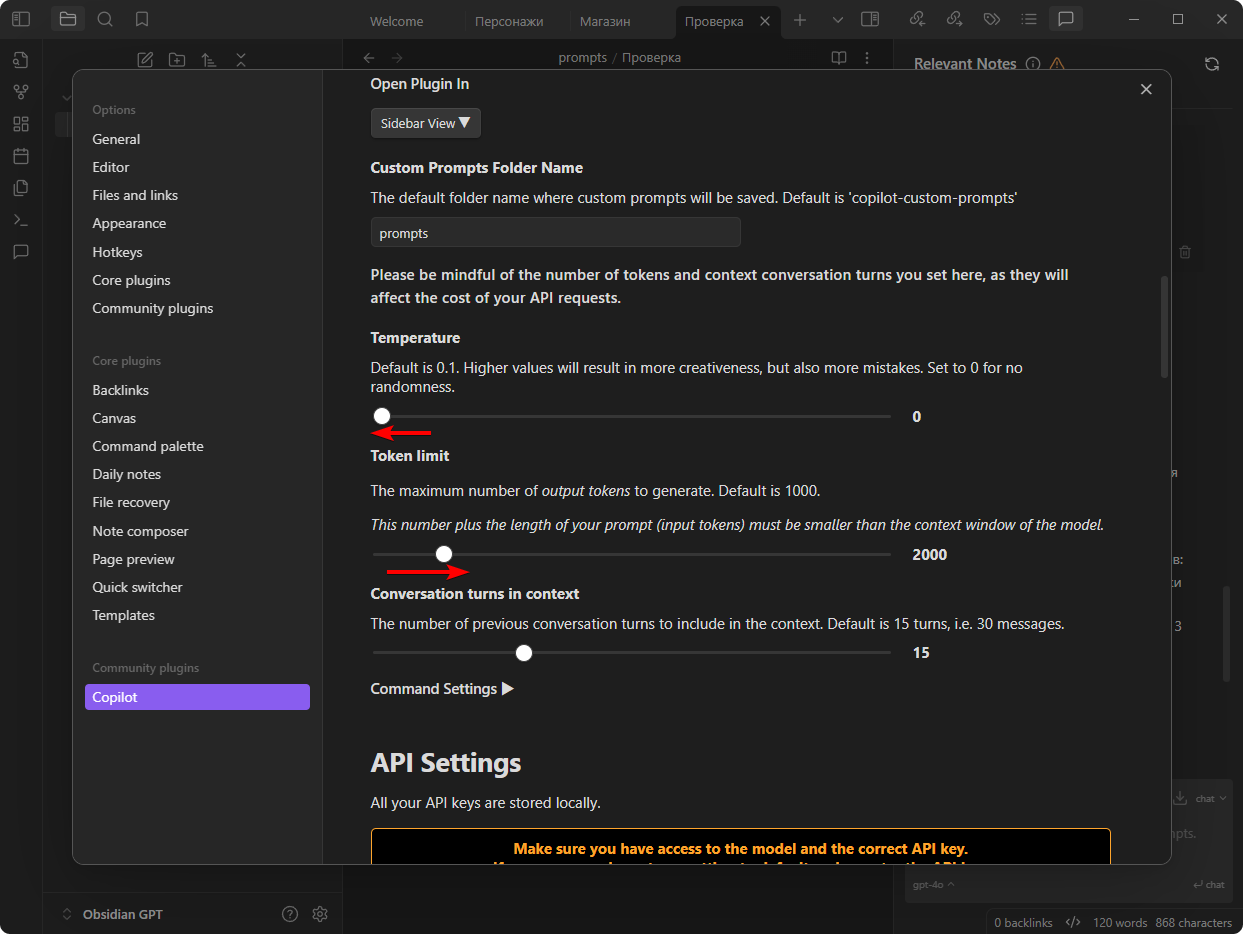 Welcome
Персонажи
Магазин
Проверка
prompts / Проверка
Relevant Notes
Options
General
Editor
Files and links
Appearance
Hotkeys
Core plugins
Community plugins
Core plugins
Backlinks
Canvas
Command palette
Daily notes
File recovery
Note composer
Page preview
Quick switcher
Templates
Community plugins
Copilot
Open Plugin In
Sidebar View ▼
Custom Prompts Folder Name
The default folder name where custom prompts will be saved. Default is 'copilot-custom-prompts'
prompts
Please be mindful of the number of tokens and context conversation turns you set here, as they will
affect the cost of your API requests.
Temperature
Default is 0.1. Higher values will result in more creativeness, but also more mistakes. Set to 0 for no
randomness.
0
Token limit
The maximum number of output tokens to generate. Default is 1000.
This number plus the length of your prompt (input tokens) must be smaller than the context window of the model.
2000
Conversation turns in context
The number of previous conversation turns to include in the context. Default is 15 turns, i.e. 30 messages.
15
Command Settings ▶
API Settings
All your API keys are stored locally.
Make sure you have access to the model and the correct API key.
я
в:
ки
3
chat
pts.
gpt-4o
chat
Obsidian GPT
0 backlinks
120 words
868 characters